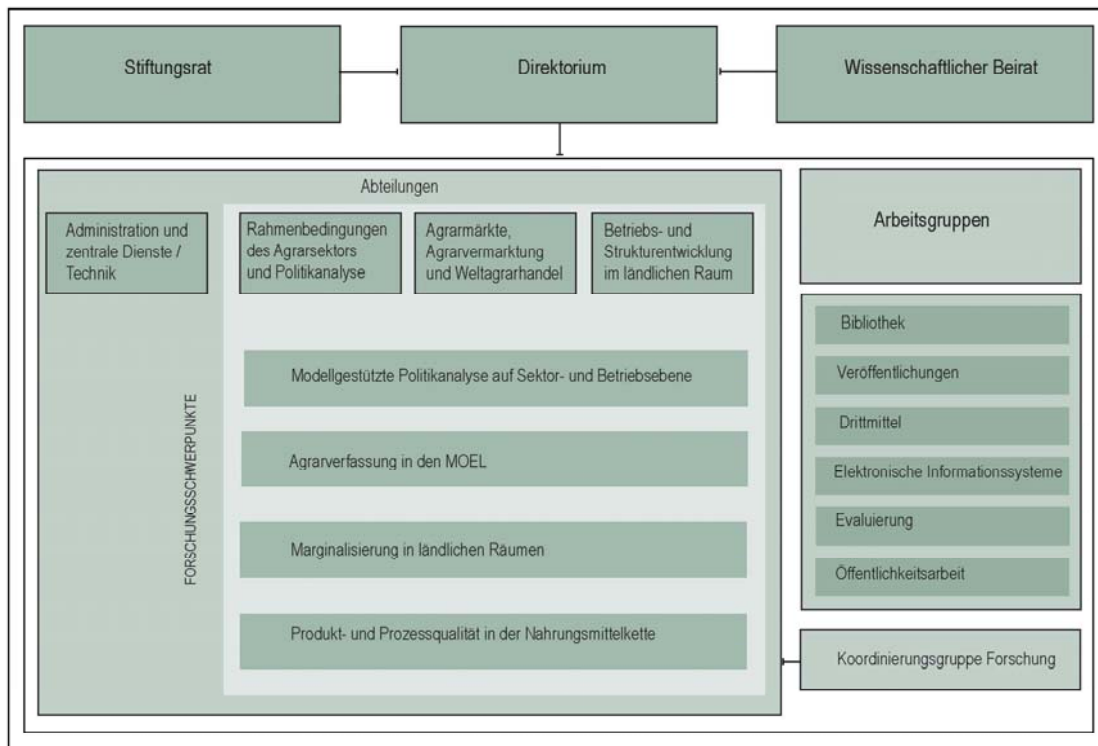 Stiftungsrat
Direktorium
Wissenschaftlicher Beirat
Abteilungen
Administration und
zentrale Dienste /
Technik
Rahmenbedingungen
des Agrarsektors
und Politikanalyse
Agrarmärkte,
Agrarvermarktung
und Weltagrarhandel
Betriebs- und
Strukturentwicklung
im ländlichen Raum
FORSCHUNGSSCHWERPUNKTE
Modellgestützte Politikanalyse auf Sektor- und Betriebsebene
Agrarverfassung in den MOEL
Marginalisierung in ländlichen Räumen
Produkt- und Prozessqualität in der Nahrungsmittelkette
Arbeitsgruppen
Bibliothek
Veröffentlichungen
Drittmittel
Elektronische Informationssysteme
Evaluierung
Öffentlichkeitsarbeit
Koordinierungsgruppe Forschung